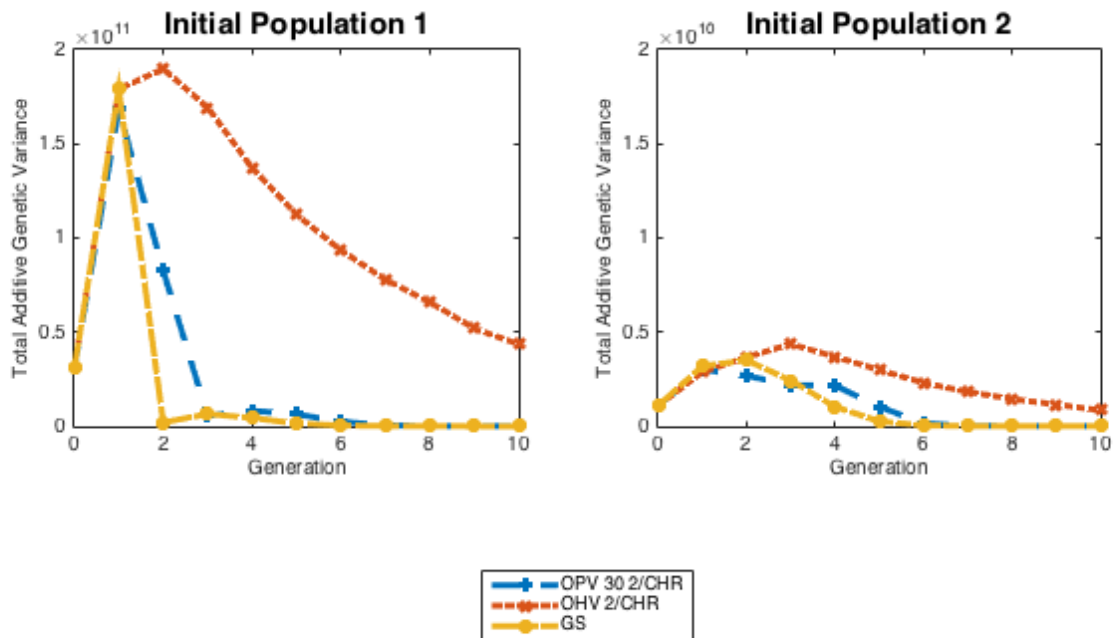 Initial Population 1
×10^11
2
1.5
1
0.5
0
0 2 4 6 8 10
Total Additive Genetic Variance
Generation
Initial Population 2
×10^10
2
1.5
1
0.5
0
0 2 4 6 8 10
Total Additive Genetic Variance
Generation
OPV 30 2/CHR
OHV 2/CHR
GS